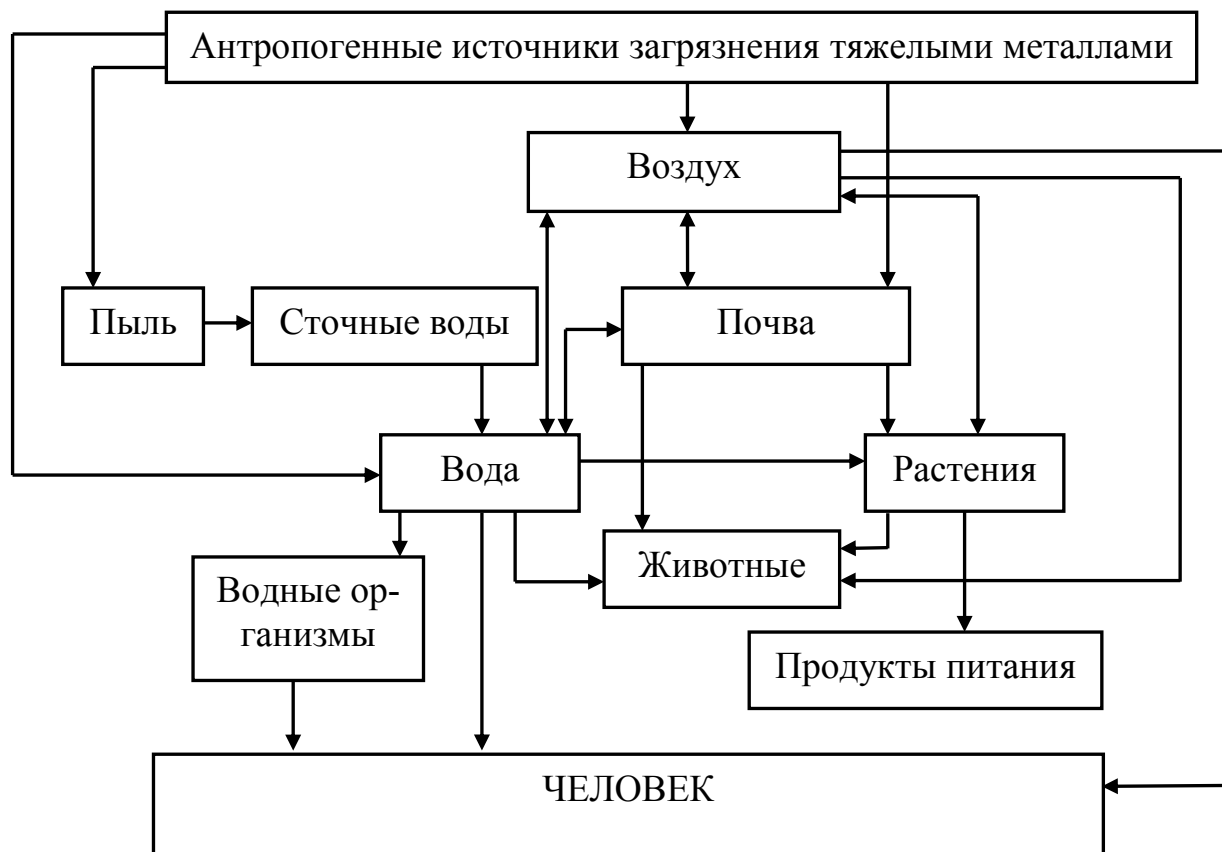 Антропогенные источники загрязнения тяжелыми металлами
Воздух
Пыль
Сточные воды
Почва
Вода
Растения
Животные
Водные ор-
ганизмы
Продукты питания
ЧЕЛОВЕК